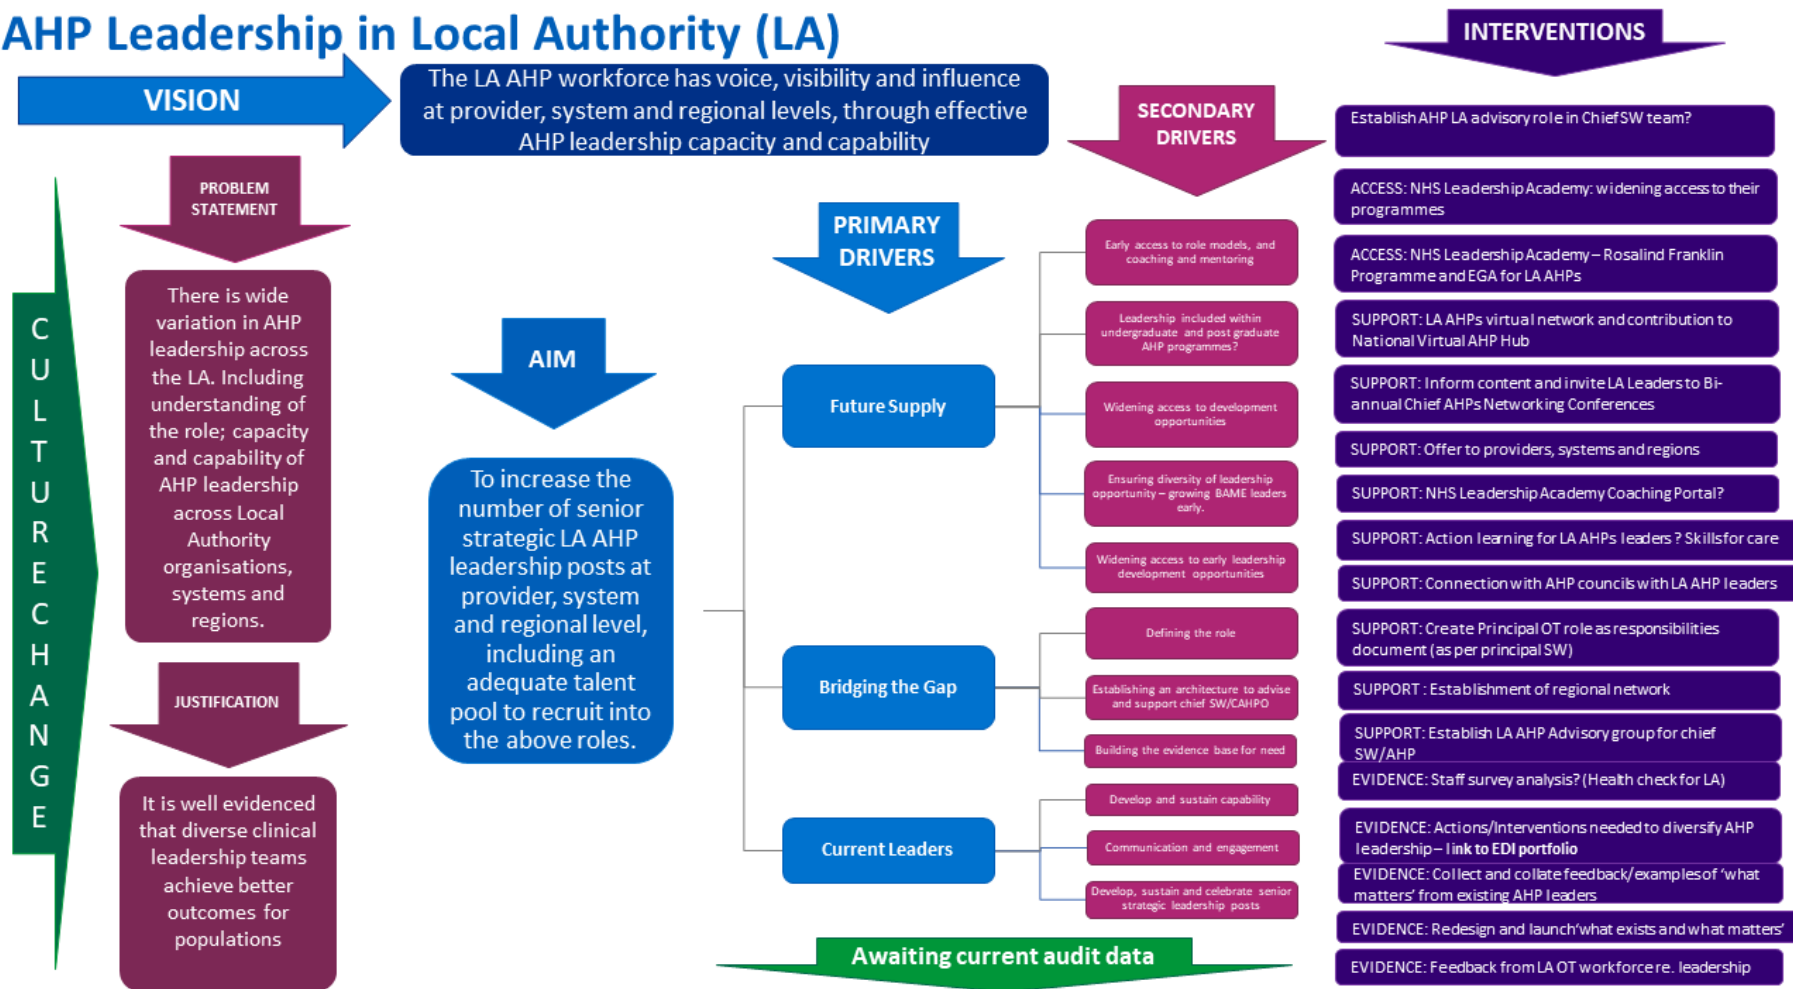 AHP Leadership in Local Authority (LA)
VISION
The LA AHP workforce has voice, visibility and influence
at provider, system and regional levels, through effective
AHP leadership capacity and capability
CULTURE CHANGE
PROBLEM
STATEMENT
There is wide
variation in AHP
leadership across
the LA. Including
understanding of
the role; capacity
and capability of
AHP leadership
across Local
Authority
organisations,
systems and
regions.
JUSTIFICATION
It is well evidenced
that diverse clinical
leadership teams
achieve better
outcomes for
populations
AIM
To increase the
number of senior
strategic LA AHP
leadership posts at
provider, system
and regional level,
including an
adequate talent
pool to recruit into
the above roles.
PRIMARY
DRIVERS
Future Supply
Bridging the Gap
Current Leaders
SECONDARY
DRIVERS
Early access to role models, and
coaching and mentoring
Leadership included within
undergraduate and post graduate
AHP programmes?
Widening access to development
opportunities
Ensuring diversity of leadership
opportunity – growing BAME leaders
early.
Widening access to early leadership
development opportunities
Defining the role
Establishing an architecture to advise
and support chief SW/CAHPO
Building the evidence base for need
Develop and sustain capability
Communication and engagement
Develop, sustain and celebrate senior
strategic leadership posts
Awaiting current audit data
INTERVENTIONS
Establish AHP LA advisory role in Chief SW team?
ACCESS: NHS Leadership Academy: widening access to their
programmes
ACCESS: NHS Leadership Academy – Rosalind Franklin
Programme and EGA for LA AHPs
SUPPORT: LA AHPs virtual network and contribution to
National Virtual AHP Hub
SUPPORT: Inform content and invite LA Leaders to Bi-
annual Chief AHPs Networking Conferences
SUPPORT: Offer to providers, systems and regions
SUPPORT: NHS Leadership Academy Coaching Portal?
SUPPORT: Action learning for LA AHPs leaders ? Skills for care
SUPPORT: Connection with AHP councils with LA AHP leaders
SUPPORT: Create Principal OT role as responsibilities
document (as per principal SW)
SUPPORT : Establishment of regional network
SUPPORT: Establish LA AHP Advisory group for chief
SW/AHP
EVIDENCE: Staff survey analysis? (Health check for LA)
EVIDENCE: Actions/Interventions needed to diversify AHP
leadership – link to EDI portfolio
EVIDENCE: Collect and collate feedback/examples of ‘what
matters’ from existing AHP leaders
EVIDENCE: Redesign and launch ‘what exists and what matters’
EVIDENCE: Feedback from LA OT workforce re. leadership